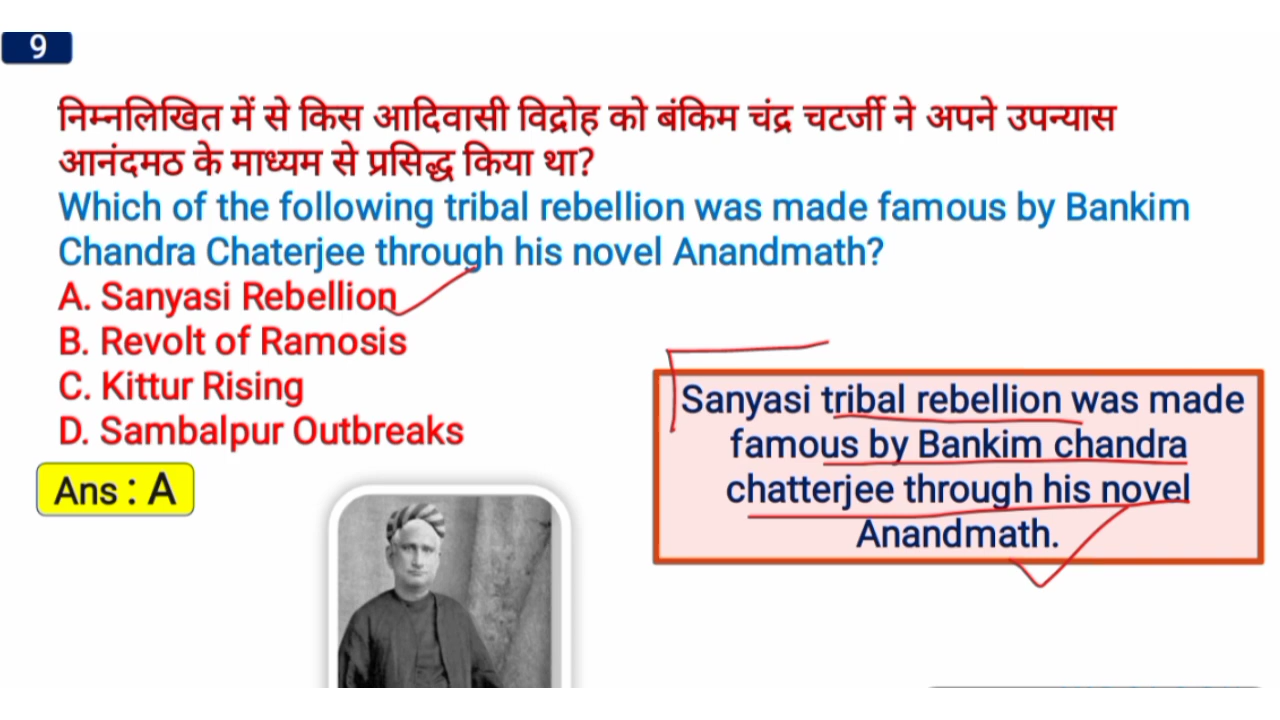 9
निम्नलिखित में से किस आदिवासी विद्रोह को बंकिम चंद्र चटर्जी ने अपने उपन्यास
आनंदमठ के माध्यम से प्रसिद्ध किया था?
Which of the following tribal rebellion was made famous by Bankim
Chandra Chaterjee through his novel Anandmath?
A. Sanyasi Rebellion
B. Revolt of Ramosis
C. Kittur Rising
D. Sambalpur Outbreaks
Ans : A
Sanyasi tribal rebellion was made
famous by Bankim chandra
chatterjee through his novel
Anandmath.